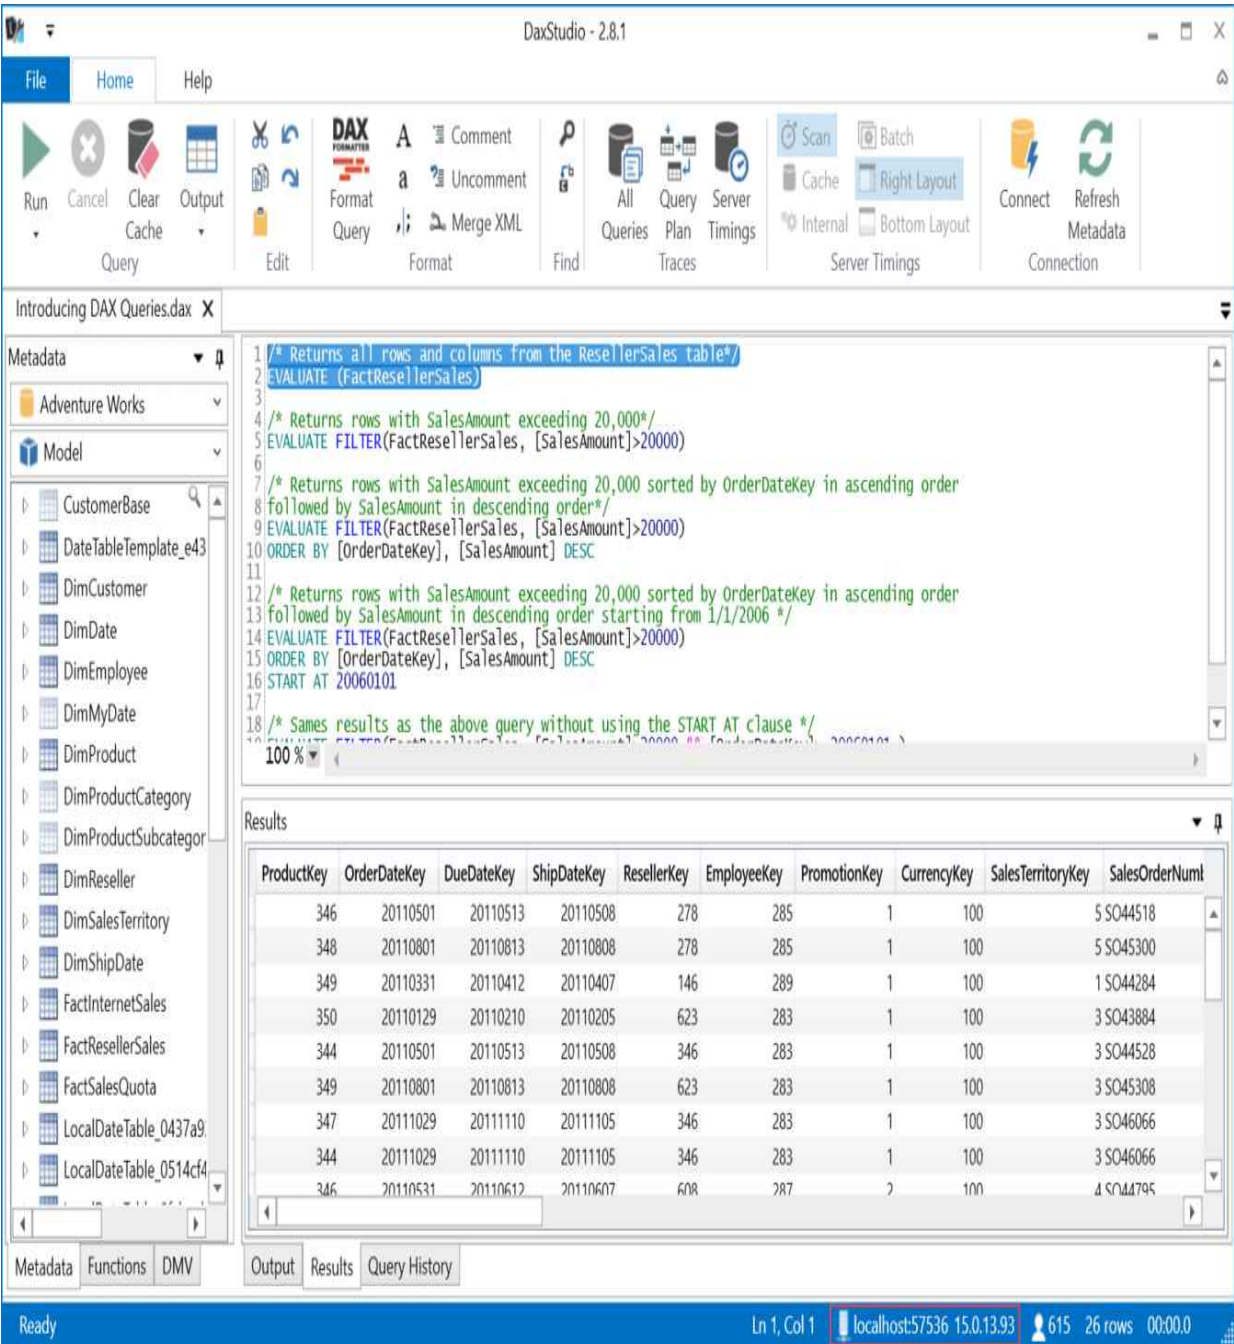 DaxStudio - 2.8.1
File Home Help
Run Cancel Clear Cache Output
Query
Edit
DAX FORMATTER
Format Query
A Comment
a Uncomment
Merge XML
Format
Find
All Queries Query Plan Server Timings
Traces
Scan Batch
Cache Right Layout
Internal Bottom Layout
Server Timings
Connect Refresh Metadata
Connection
Introducing DAX Queries.dax X
Metadata
Adventure Works
Model
CustomerBase
DateTableTemplate_e43
DimCustomer
DimDate
DimEmployee
DimMyDate
DimProduct
DimProductCategory
DimProductSubcategor
DimReseller
DimSalesTerritory
DimShipDate
FactInternetSales
FactResellerSales
FactSalesQuota
LocalDateTable_0437a9
LocalDateTable_0514cf4
Metadata Functions DMV
1 /* Returns all rows and columns from the ResellerSales table*/
2 EVALUATE (FactResellerSales)
3
4 /* Returns rows with SalesAmount exceeding 20,000*/
5 EVALUATE FILTER(FactResellerSales, [SalesAmount]>20000)
6
7 /* Returns rows with SalesAmount exceeding 20,000 sorted by OrderDateKey in ascending order
8 followed by SalesAmount in descending order*/
9 EVALUATE FILTER(FactResellerSales, [SalesAmount]>20000)
10 ORDER BY [OrderDateKey], [SalesAmount] DESC
11
12 /* Returns rows with SalesAmount exceeding 20,000 sorted by OrderDateKey in ascending order
13 followed by SalesAmount in descending order starting from 1/1/2006 */
14 EVALUATE FILTER(FactResellerSales, [SalesAmount]>20000)
15 ORDER BY [OrderDateKey], [SalesAmount] DESC
16 START AT 20060101
17
18 /* Sames results as the above query without using the START AT clause */
100 %
Results
ProductKey OrderDateKey DueDateKey ShipDateKey ResellerKey EmployeeKey PromotionKey CurrencyKey SalesTerritoryKey SalesOrderNuml
346 20110501 20110513 20110508 278 285 1 100 5 SO44518
348 20110801 20110813 20110808 278 285 1 100 5 SO45300
349 20110331 20110412 20110407 146 289 1 100 1 SO44284
350 20110129 20110210 20110205 623 283 1 100 3 SO43884
344 20110501 20110513 20110508 346 283 1 100 3 SO44528
349 20110801 20110813 20110808 623 283 1 100 3 SO45308
347 20111029 20111110 20111105 346 283 1 100 3 SO46066
344 20111029 20111110 20111105 346 283 1 100 3 SO46066
346 20110531 20110612 20110607 608 287 2 100 4 SO44795
Output Results Query History
Ready Ln 1, Col 1 localhost:57536 15.0.13.93 615 26 rows 00:00.0